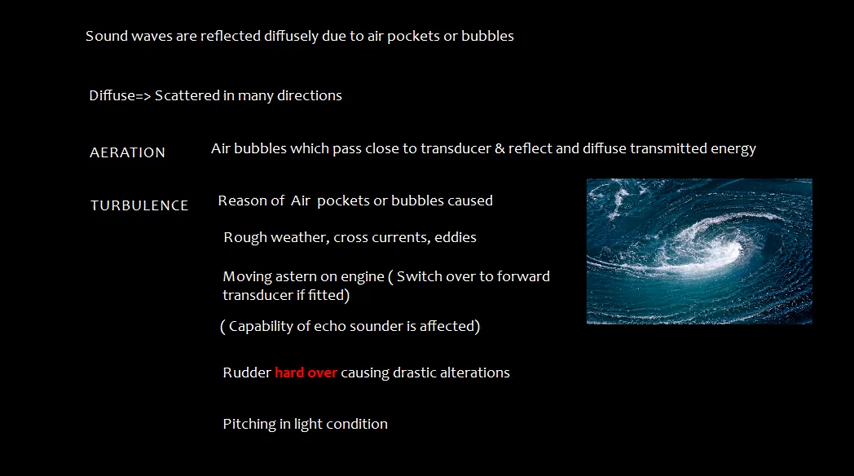 Sound waves are reflected diffusely due to air pockets or bubbles
Diffuse=> Scattered in many directions
AERATION
Air bubbles which pass close to transducer & reflect and diffuse transmitted energy
TURBULENCE
Reason of Air pockets or bubbles caused
Rough weather, cross currents, eddies
Moving astern on engine ( Switch over to forward
transducer if fitted)
( Capability of echo sounder is affected)
Rudder hard over causing drastic alterations
Pitching in light condition